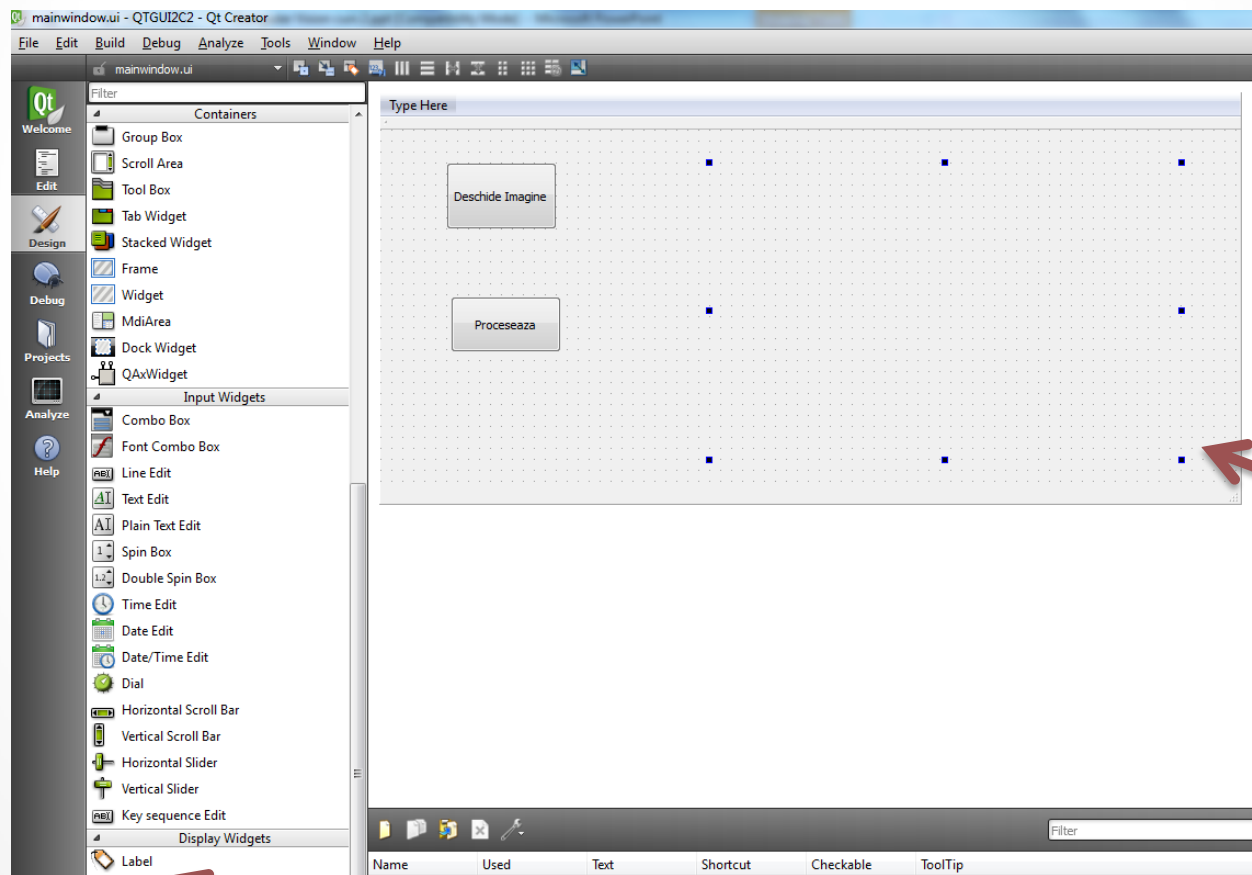 mainwindow.ui - QTGUI2C2 - Qt Creator
File Edit Build Debug Analyze Tools Window Help
mainwindow.ui
Qt
Welcome
Edit
Design
Debug
Projects
Analyze
Help
Filter
Containers
Group Box
Scroll Area
Tool Box
Tab Widget
Stacked Widget
Frame
Widget
MdiArea
Dock Widget
QAxWidget
Input Widgets
Combo Box
Font Combo Box
Line Edit
Text Edit
Plain Text Edit
Spin Box
Double Spin Box
Time Edit
Date Edit
Date/Time Edit
Dial
Horizontal Scroll Bar
Vertical Scroll Bar
Horizontal Slider
Vertical Slider
Key sequence Edit
Display Widgets
Label
Type Here
Deschide Imagine
Proceseaza
Filter
Name Used Text Shortcut Checkable ToolTip